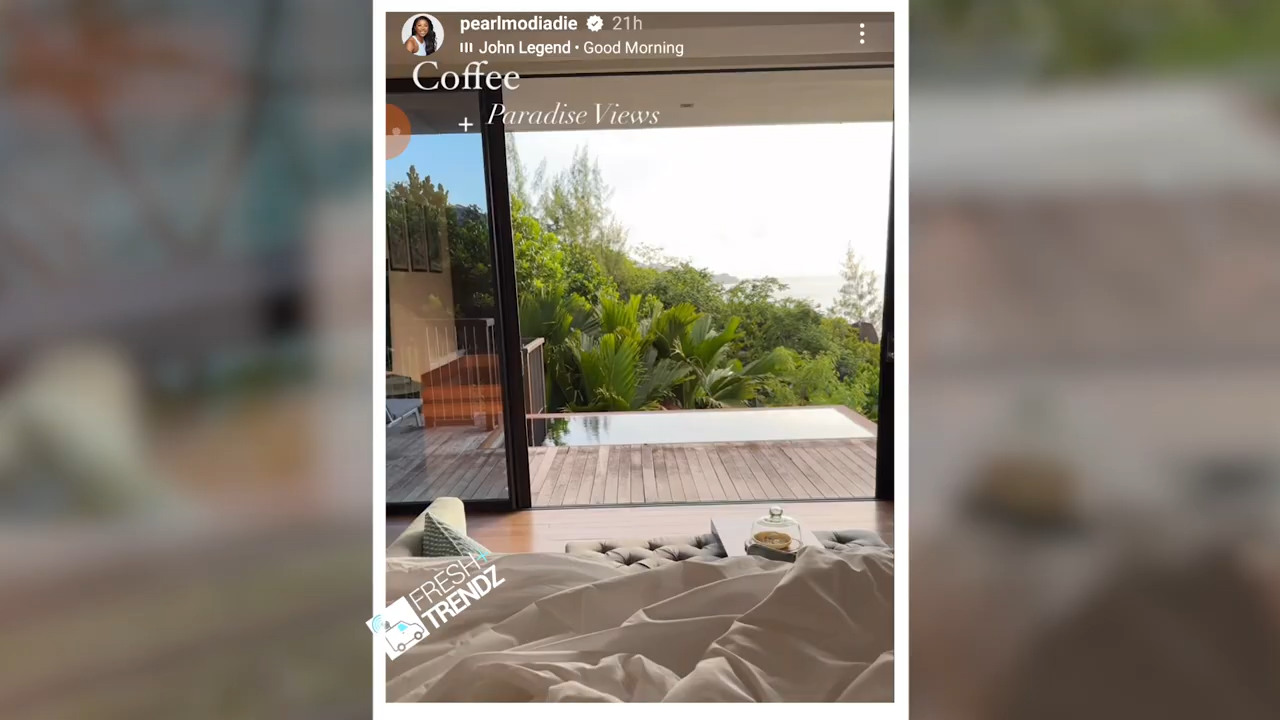 pearlmodiadie 21h
John Legend • Good Morning
Coffee
+ Paradise Views
FRESH
TRENDZ